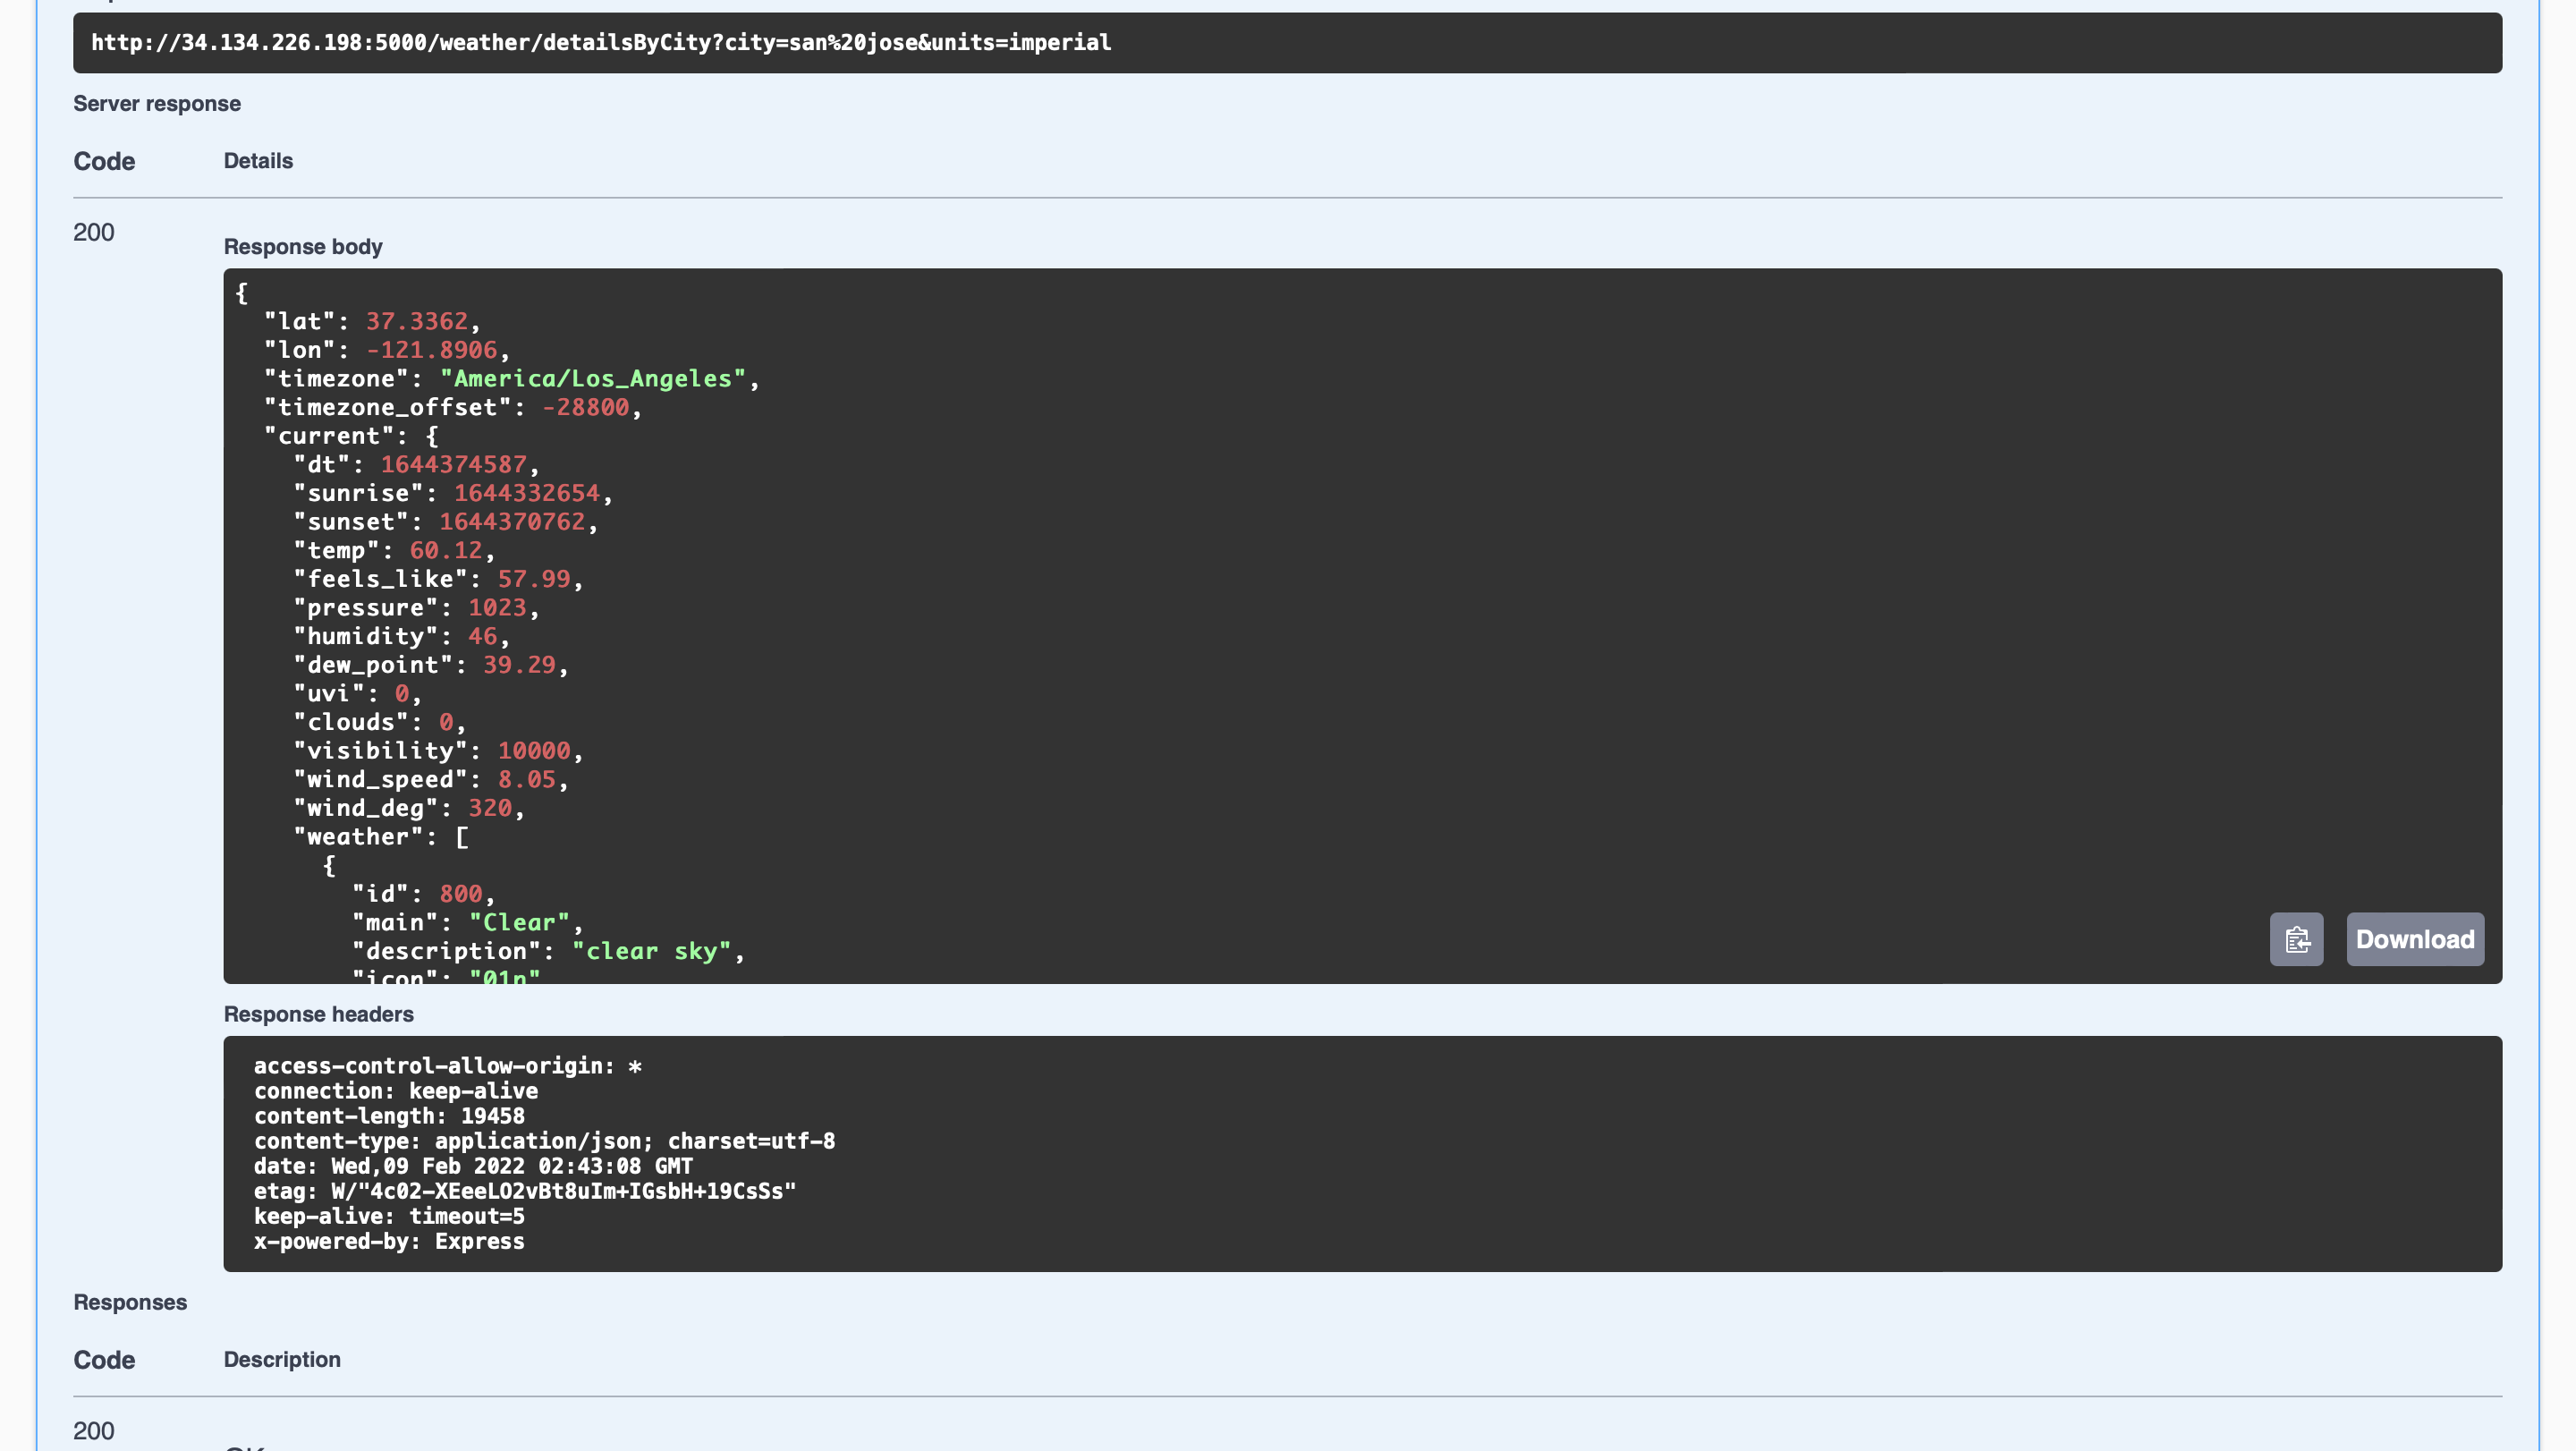 http://34.134.226.198:5000/weather/detailsByCity?city=san%20jose&units=imperial
Server response
Code Details
200
Response body
{
"lat": 37.3362,
"lon": -121.8906,
"timezone": "America/Los_Angeles",
"timezone_offset": -28800,
"current": {
"dt": 1644374587,
"sunrise": 1644332654,
"sunset": 1644370762,
"temp": 60.12,
"feels_like": 57.99,
"pressure": 1023,
"humidity": 46,
"dew_point": 39.29,
"uvi": 0,
"clouds": 0,
"visibility": 10000,
"wind_speed": 8.05,
"wind_deg": 320,
"weather": [
{
"id": 800,
"main": "Clear",
"description": "clear sky",
"icon": "01n"
Download
Response headers
access-control-allow-origin: *
connection: keep-alive
content-length: 19458
content-type: application/json; charset=utf-8
date: Wed,09 Feb 2022 02:43:08 GMT
etag: W/"4c02-XEeeLO2vBt8uIm+IGsbH+19CsSs"
keep-alive: timeout=5
x-powered-by: Express
Responses
Code Description
200